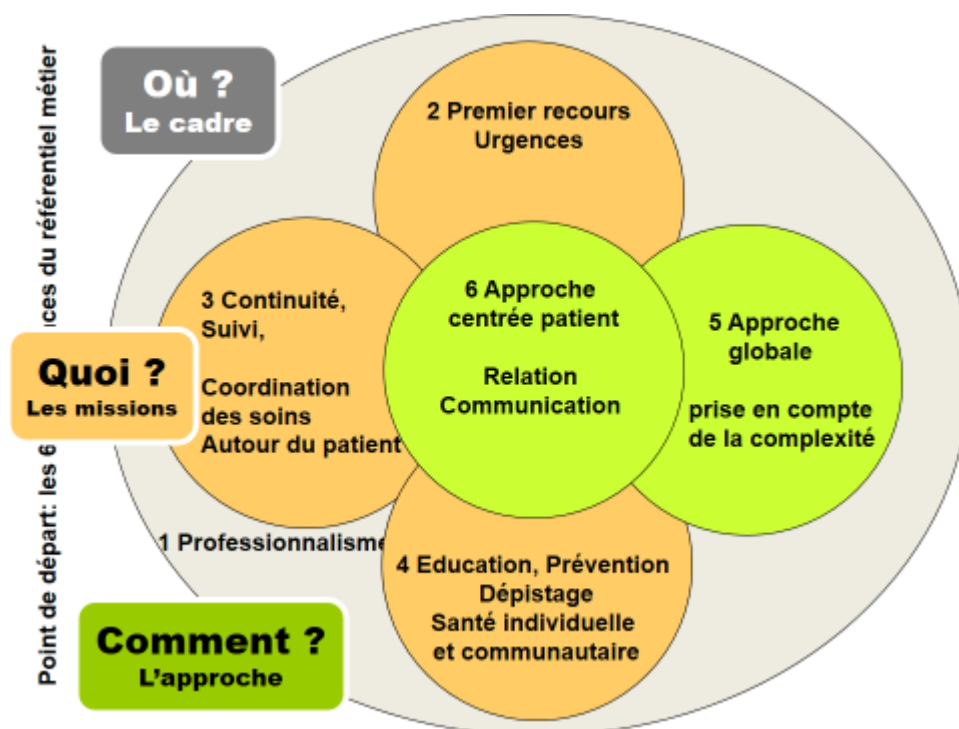 Point de départ: les 6 ces du référentiel métier
Où ?
Le cadre
2 Premier recours
Urgences
3 Continuité,
Suivi,
Coordination
des soins
Autour du patient
6 Approche
centrée patient
Relation
Communication
5 Approche
globale
prise en compte
de la complexité
Quoi ?
Les missions
1 Professionnalisme
4 Education, Prévention
Dépistage
Santé individuelle
et communautaire
Comment ?
L'approche